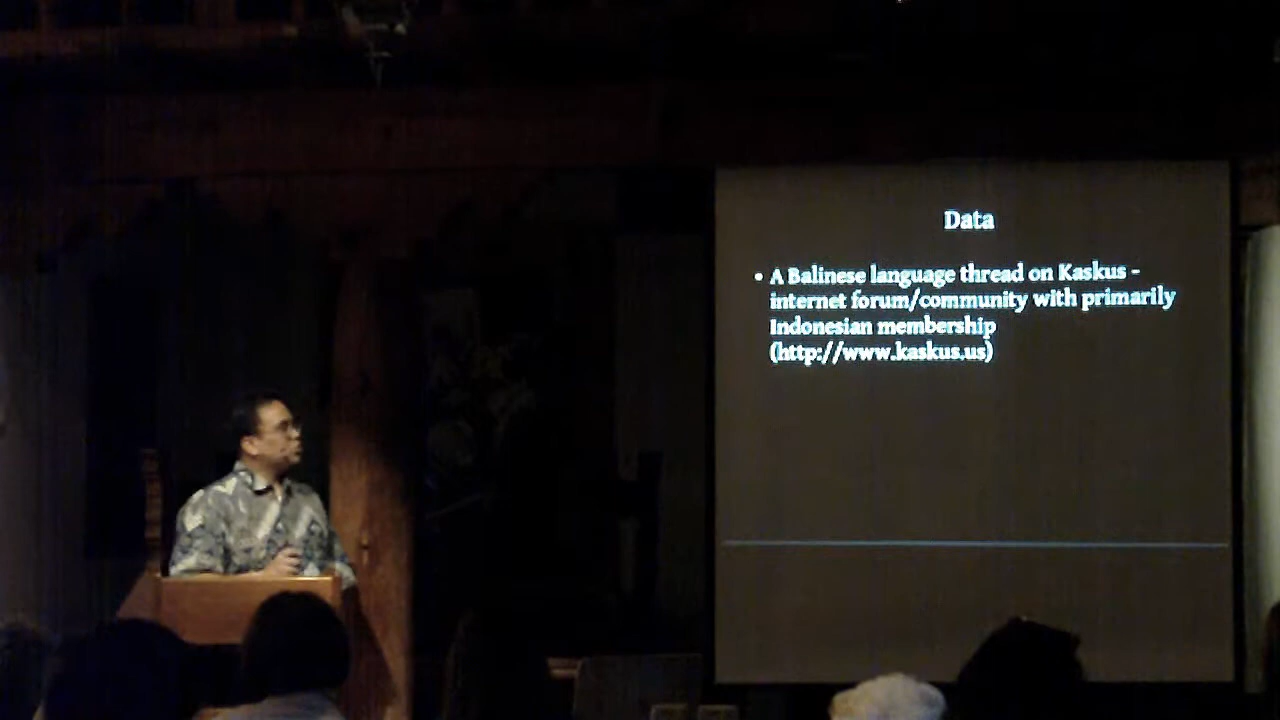 Data
• A Balinese language thread on Kaskus -
internet forum/community with primarily
Indonesian membership
(http://www.kaskus.us)